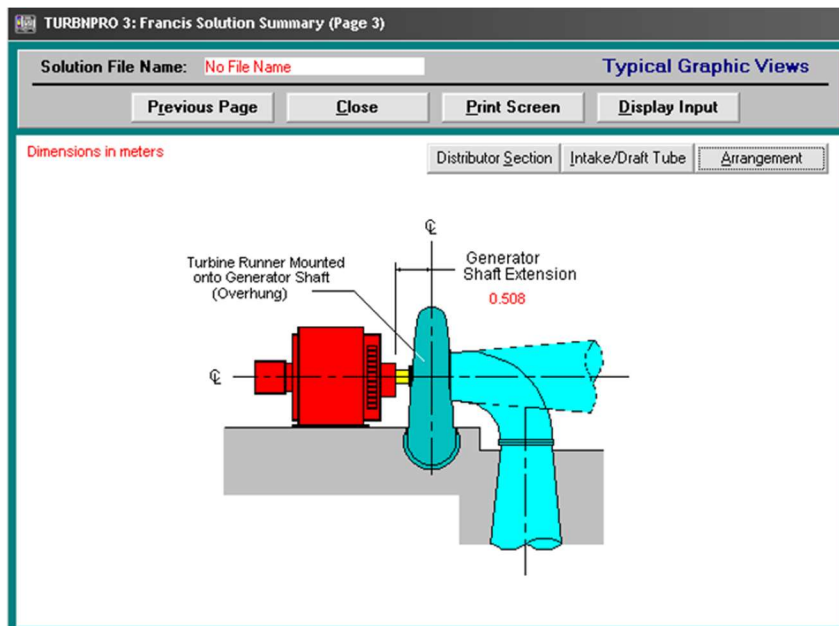 TURBNPRO 3: Francis Solution Summary (Page 3)
Solution File Name: No File Name
Typical Graphic Views
Previous Page
Close
Print Screen
Display Input
Dimensions in meters
Distributor Section
Intake/Draft Tube
Arrangement
℄
Turbine Runner Mounted
onto Generator Shaft
(Overhung)
Generator
Shaft Extension
0.508
℄